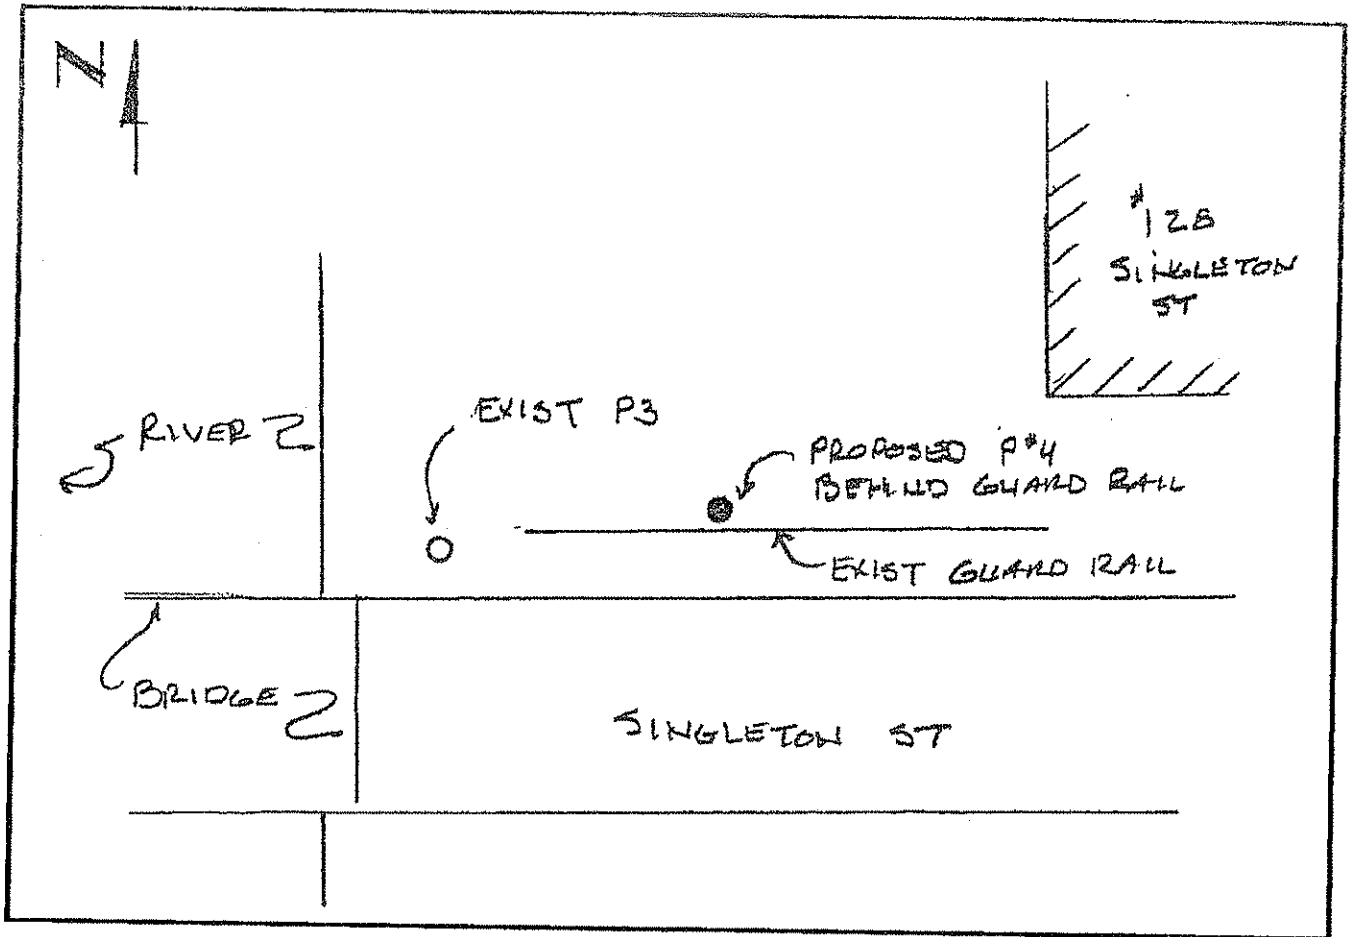 N
#128
SINGLETON
ST
RIVER
EXIST P3
PROPOSED P#4
BEHIND GUARD RAIL
EXIST GUARD RAIL
BRIDGE
SINGLETON ST